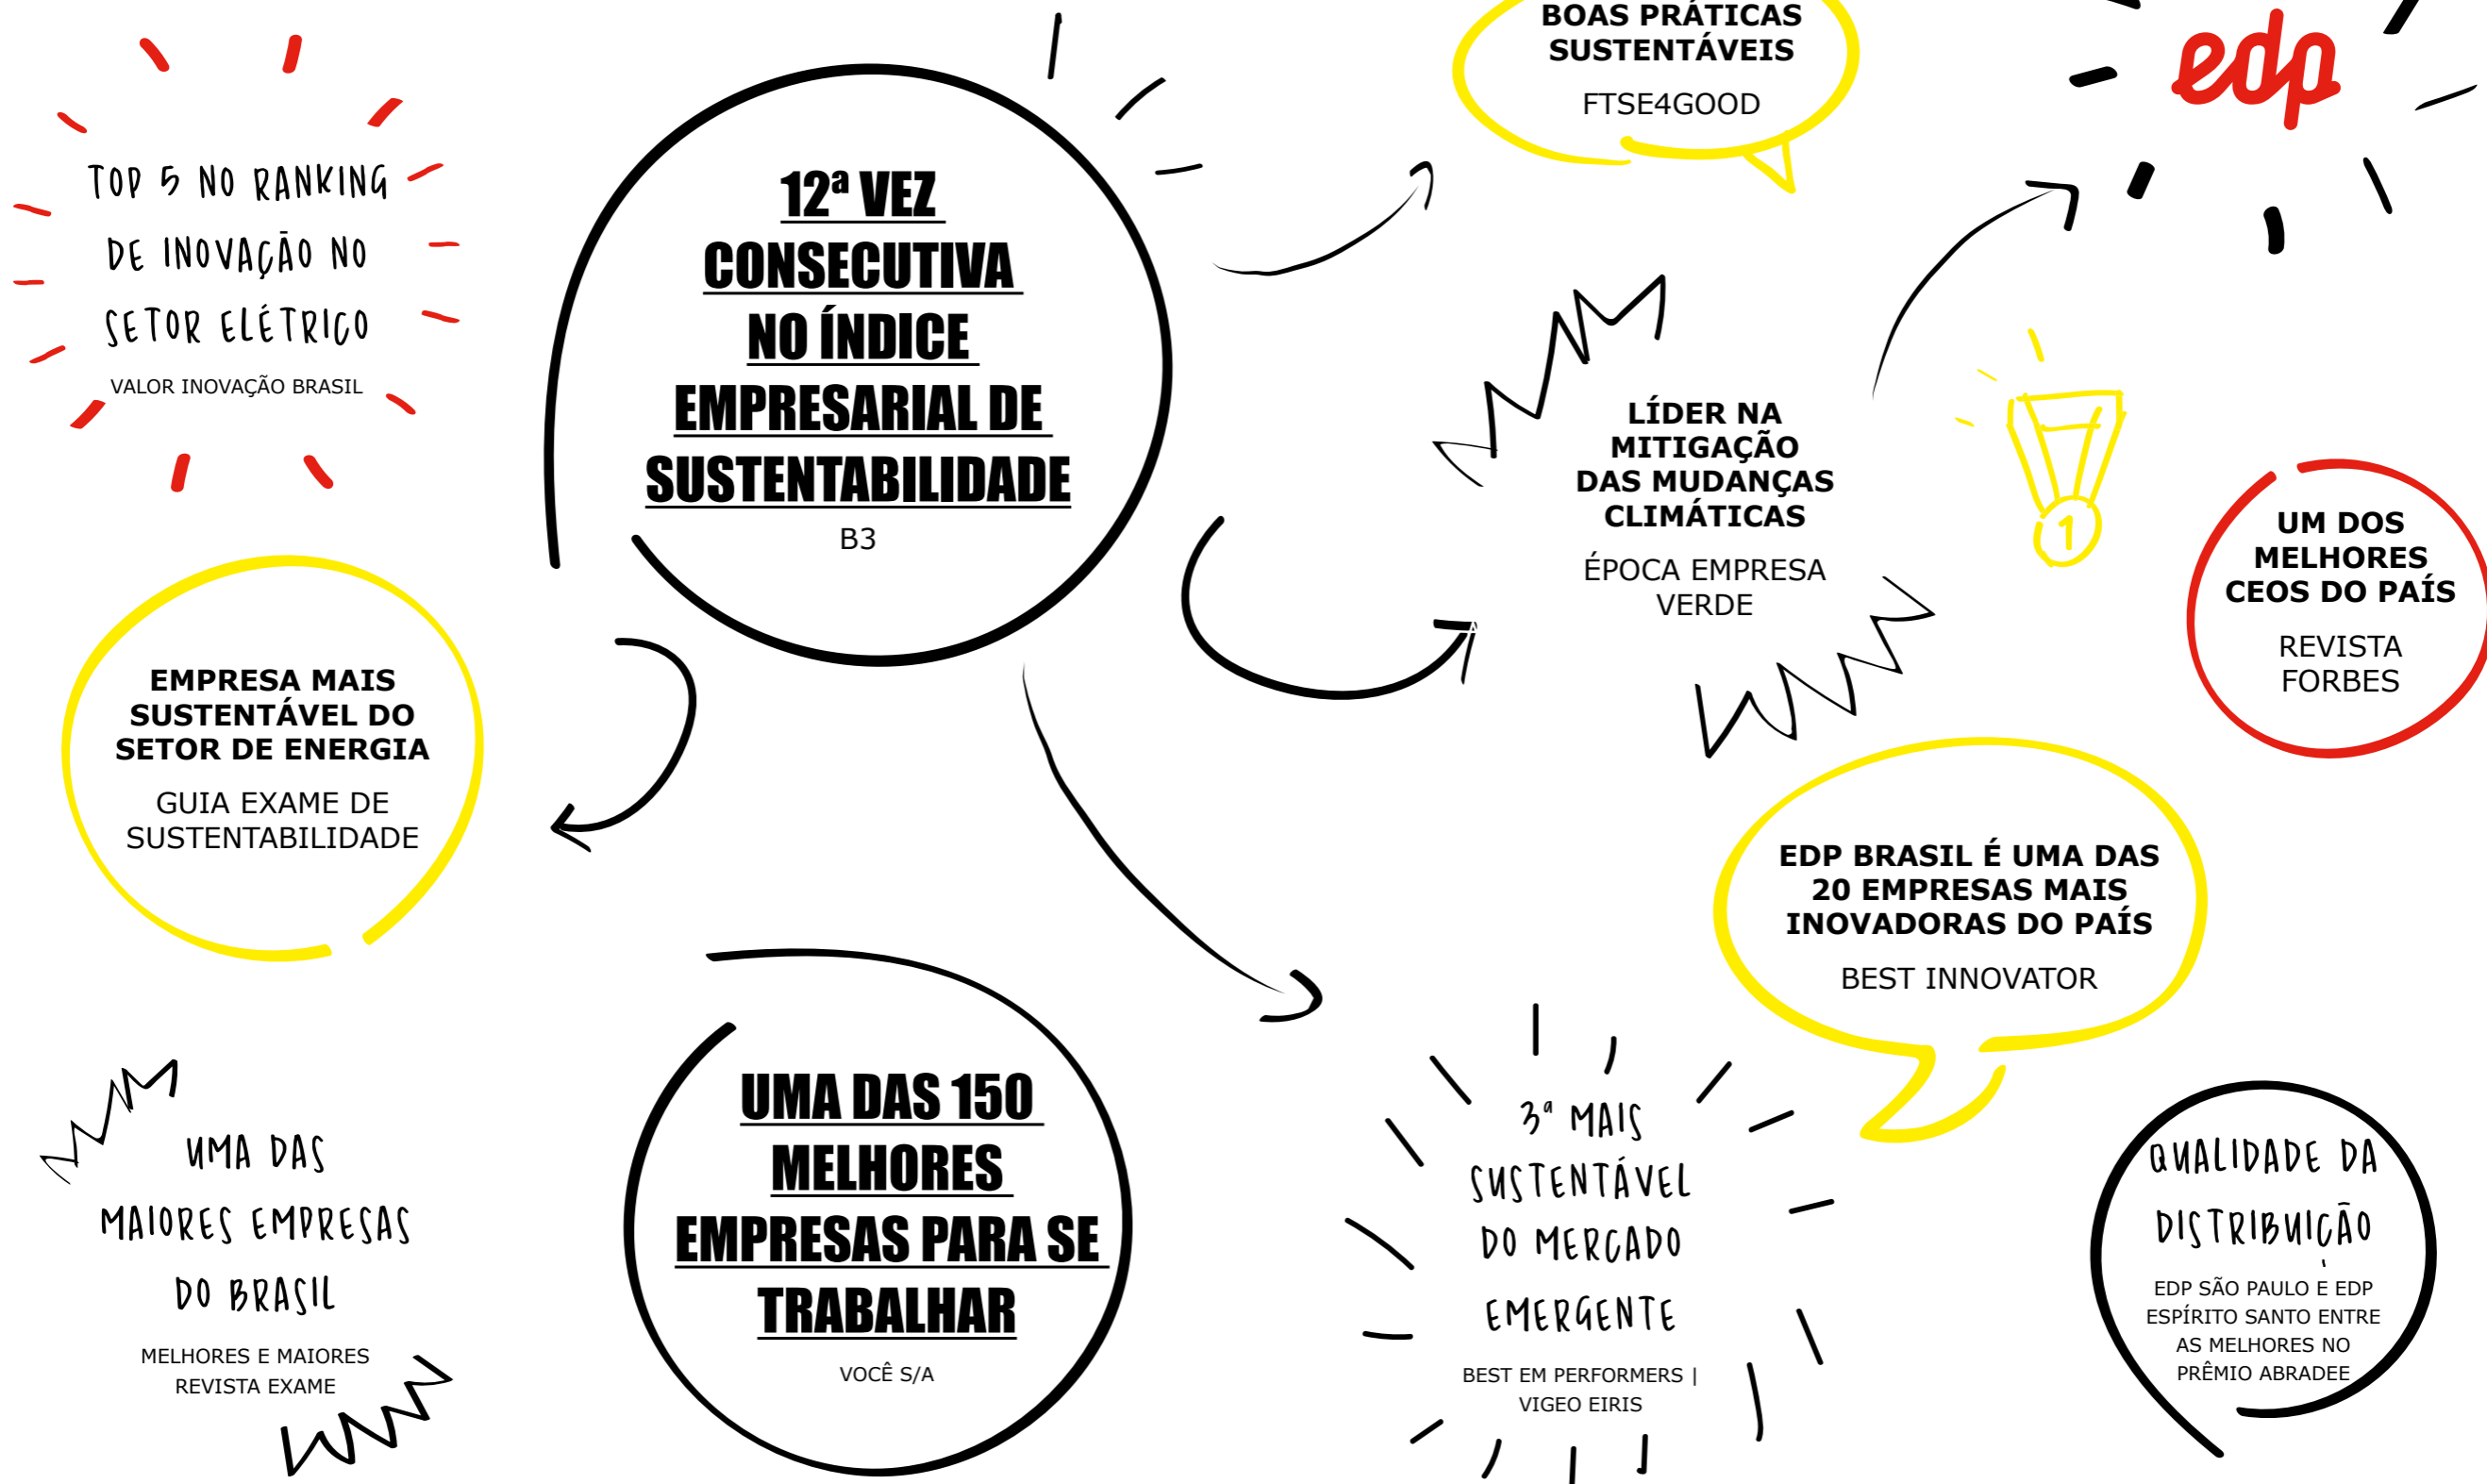 BOAS PRÁTICAS
SUSTENTÁVEIS
FTSE4GOOD
edp
TOP 5 NO RANKING
DE INOVAÇÃO NO
SETOR ELÉTRICO
VALOR INOVAÇÃO BRASIL
12ª VEZ
CONSECUTIVA
NO ÍNDICE
EMPRESARIAL DE
SUSTENTABILIDADE
B3
LÍDER NA
MITIGAÇÃO
DAS MUDANÇAS
CLIMÁTICAS
ÉPOCA EMPRESA
VERDE
1
UM DOS
MELHORES
CEOS DO PAÍS
REVISTA
FORBES
EMPRESA MAIS
SUSTENTÁVEL DO
SETOR DE ENERGIA
GUIA EXAME DE
SUSTENTABILIDADE
EDP BRASIL É UMA DAS
20 EMPRESAS MAIS
INOVADORAS DO PAÍS
BEST INNOVATOR
UMA DAS
MAIORES EMPRESAS
DO BRASIL
MELHORES E MAIORES
REVISTA EXAME
UMA DAS 150
MELHORES
EMPRESAS PARA SE
TRABALHAR
VOCÊ S/A
3ª MAIS
SUSTENTÁVEL
DO MERCADO
EMERGENTE
BEST EM PERFORMERS |
VIGEO EIRIS
QUALIDADE DA
DISTRIBUIÇÃO
EDP SÃO PAULO E EDP
ESPÍRITO SANTO ENTRE
AS MELHORES NO
PRÊMIO ABRADEE